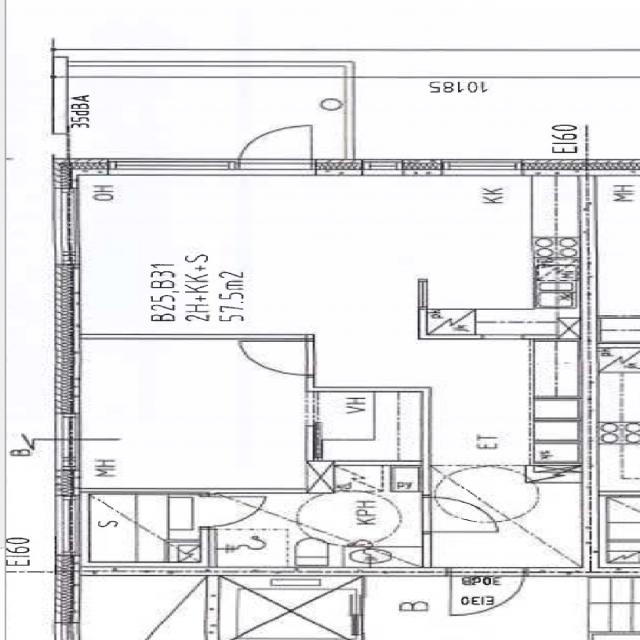 10185
35dBA
EI60
OH
KK
MH
B25,B31
2H+KK+S
57.5m2
VH
B
MH
ET
S
KPH
PY
EI60
30dB
EI30
B